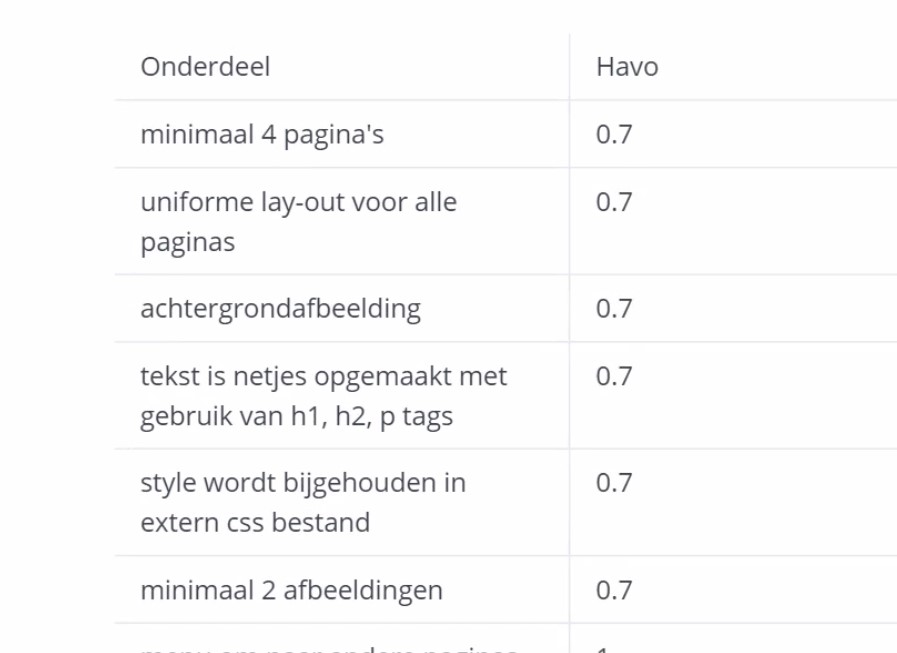 Onderdeel Havo
minimaal 4 pagina's 0.7
uniforme lay-out voor alle 0.7
paginas
achtergrondafbeelding 0.7
tekst is netjes opgemaakt met 0.7
gebruik van h1, h2, p tags
style wordt bijgehouden in 0.7
extern css bestand
minimaal 2 afbeeldingen 0.7